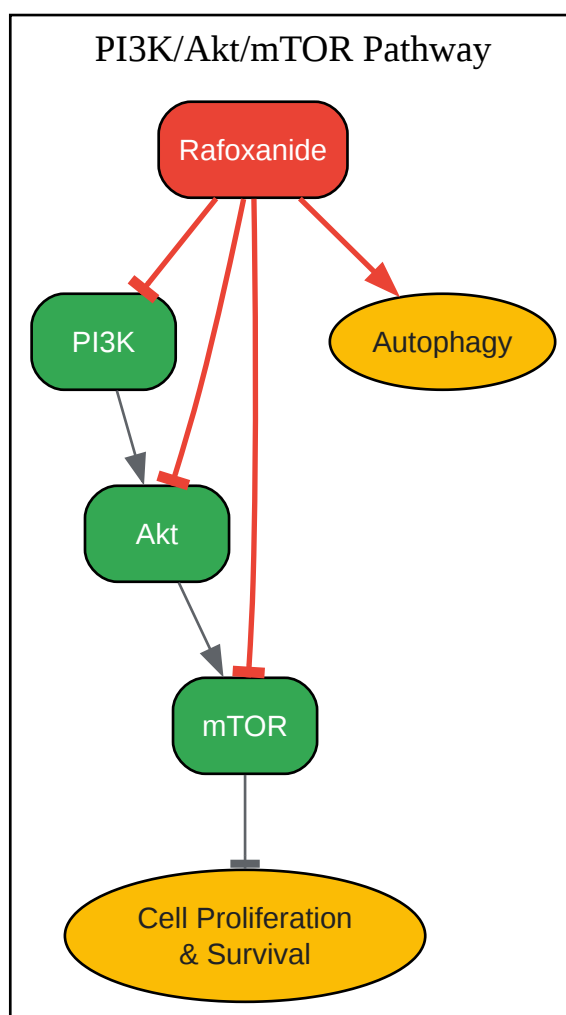 PI3K/Akt/mTOR Pathway
Rafoxanide
PI3K
Autophagy
Akt
mTOR
Cell Proliferation
& Survival